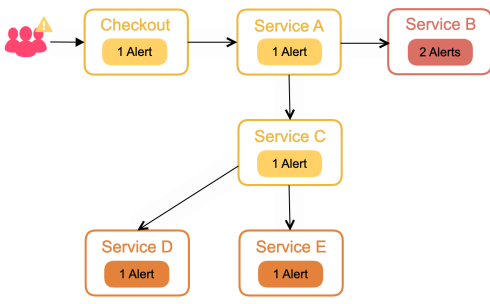 Checkout
1 Alert
Service A
1 Alert
Service B
2 Alerts
Service C
1 Alert
Service D
1 Alert
Service E
1 Alert